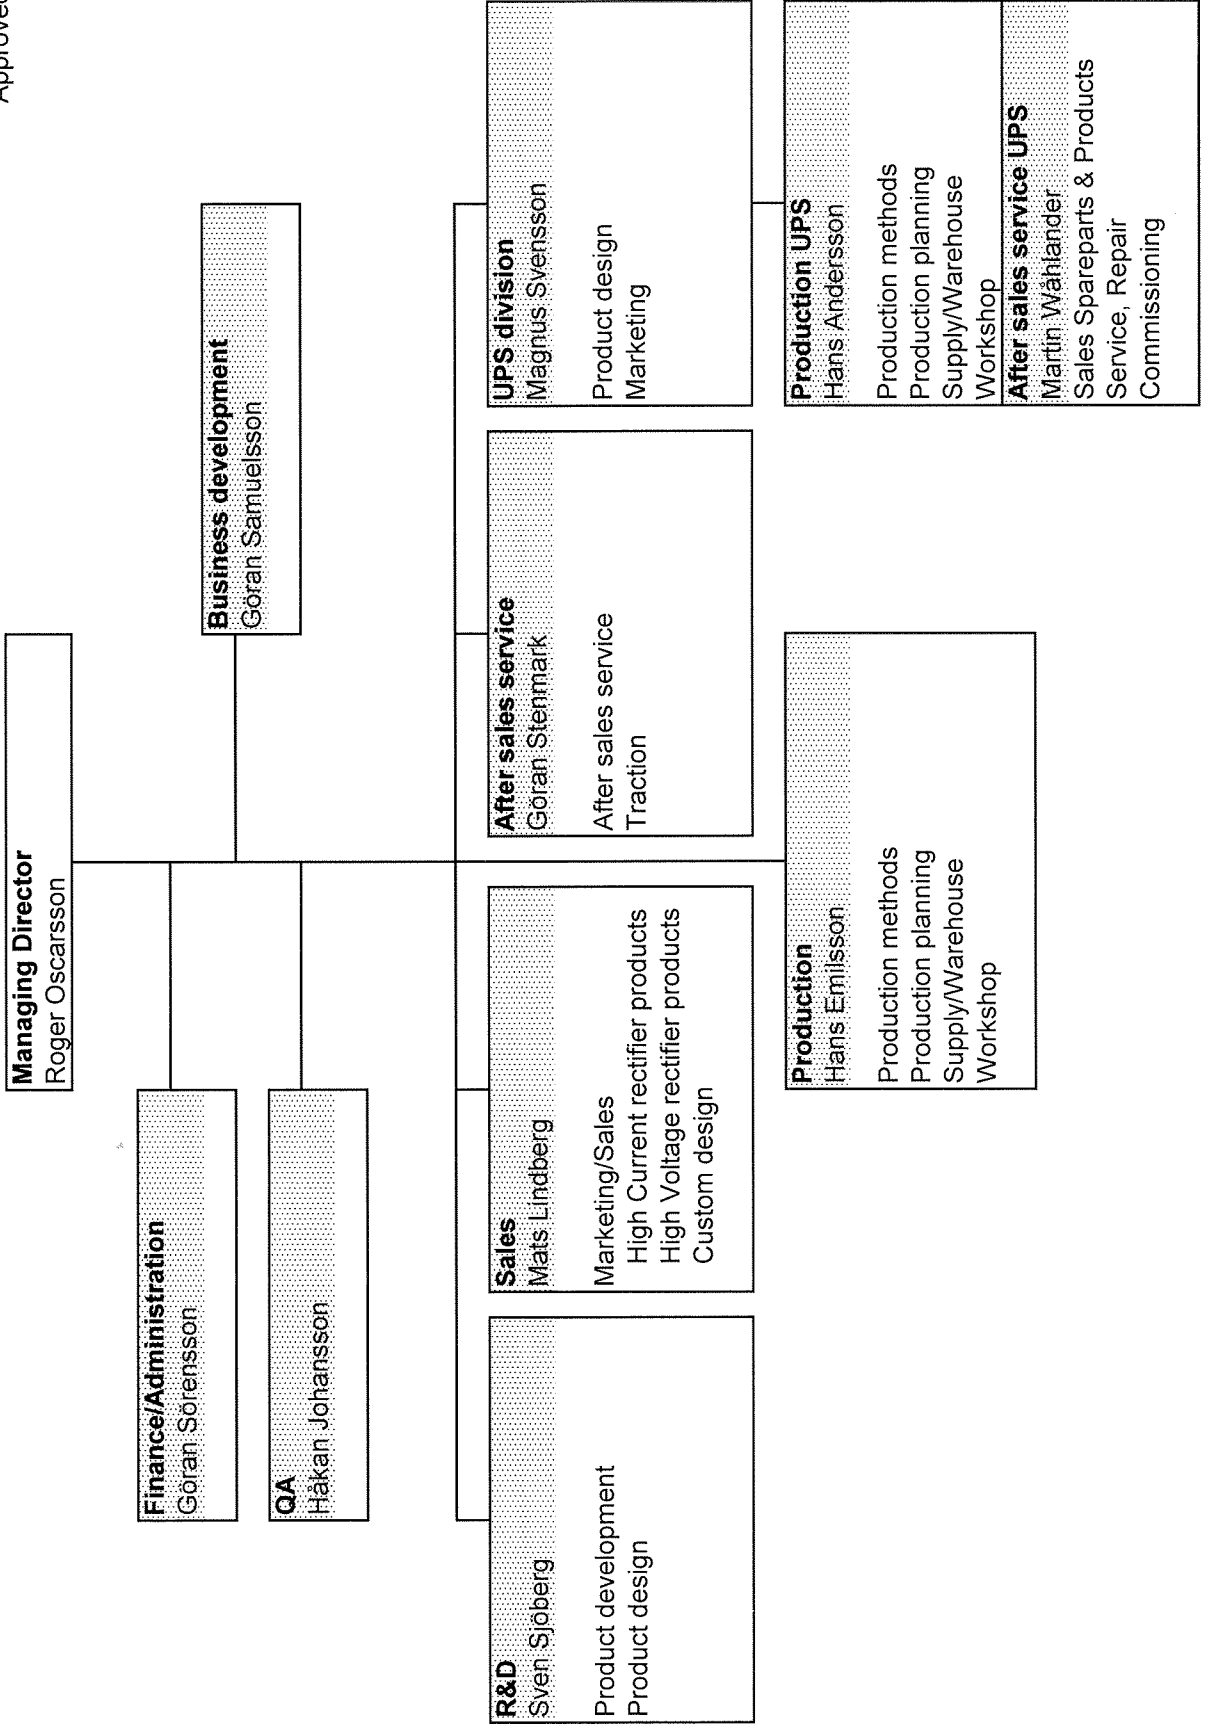 Approved
Managing Director
Roger Oscarsson
Finance/Administration
Göran Sörensson
Business development
Göran Samuelsson
QA
Håkan Johansson
R&D
Sven Sjöberg
Product development
Product design
Sales
Mats Lindberg
Marketing/Sales
High Current rectifier products
High Voltage rectifier products
Custom design
After sales service
Göran Stenmark
After sales service
Traction
UPS division
Magnus Svensson
Product design
Marketing
Production
Hans Emilsson
Production methods
Production planning
Supply/Warehouse
Workshop
Production UPS
Hans Andersson
Production methods
Production planning
Supply/Warehouse
Workshop
After sales service UPS
Martin Wåhlander
Sales Spareparts & Products
Service, Repair
Commissioning